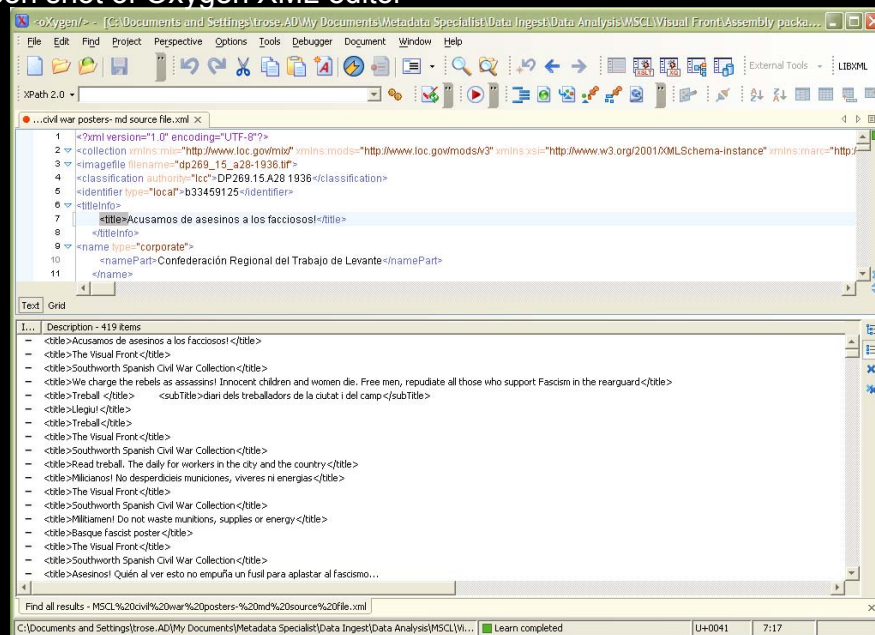 een shot of Oxygen XML editor
<oXygen/> - [C:\Documents and Settings\trose.AD\My Documents\Metadata Specialist\Data Ingest\Data Analysis\MSCL\Visual Front\Assembly packa...
File Edit Find Project Perspective Options Tools Debugger Document Window Help
External Tools LIBXML
XPath 2.0
...civil war posters- md source file.xml
1 <?xml version="1.0" encoding="UTF-8"?>
2 <collection xmlns:mix="http://www.loc.gov/mix/" xmlns:mods="http://www.loc.gov/mods/v3" xmlns:xsi="http://www.w3.org/2001/XMLSchema-instance" xmlns:marc="http:/
3 <imagefile filename="dp269_15_a28-1936.tif">
4 <classification authority="lcc">DP269.15.A28 1936</classification>
5 <identifier type="local">b33459125</identifier>
6 <titleInfo>
7 <title>Acusamos de asesinos a los facciosos!</title>
8 </titleInfo>
9 <name type="corporate">
10 <namePart>Confederación Regional del Trabajo de Levante</namePart>
11 </name>
Text Grid
I... Description - 419 items
<title>Acusamos de asesinos a los facciosos!</title>
<title>The Visual Front</title>
<title>Southworth Spanish Civil War Collection</title>
<title>We charge the rebels as assassins! Innocent children and women die. Free men, repudiate all those who support Fascism in the rearguard</title>
<title>Treball </title> <subTitle>diari dels treballadors de la ciutat i del camp</subTitle>
<title>Llegiu!</title>
<title>Treball</title>
<title>The Visual Front</title>
<title>Southworth Spanish Civil War Collection</title>
<title>Read treball. The daily for workers in the city and the country</title>
<title>Milicianos! No desperdicieis municiones, viveres ni energias</title>
<title>The Visual Front</title>
<title>Southworth Spanish Civil War Collection</title>
<title>Militiamen! Do not waste munitions, supplies or energy</title>
<title>Basque fascist poster</title>
<title>The Visual Front</title>
<title>Southworth Spanish Civil War Collection</title>
<title>Asesinos! Quién al ver esto no empuña un fusil para aplastar al fascismo...
Find all results - MSCL%20civil%20war%20posters-%20md%20source%20file.xml
C:\Documents and Settings\trose.AD\My Documents\Metadata Specialist\Data Ingest\Data Analysis\MSCL\Vi... Learn completed U+0041 7:17